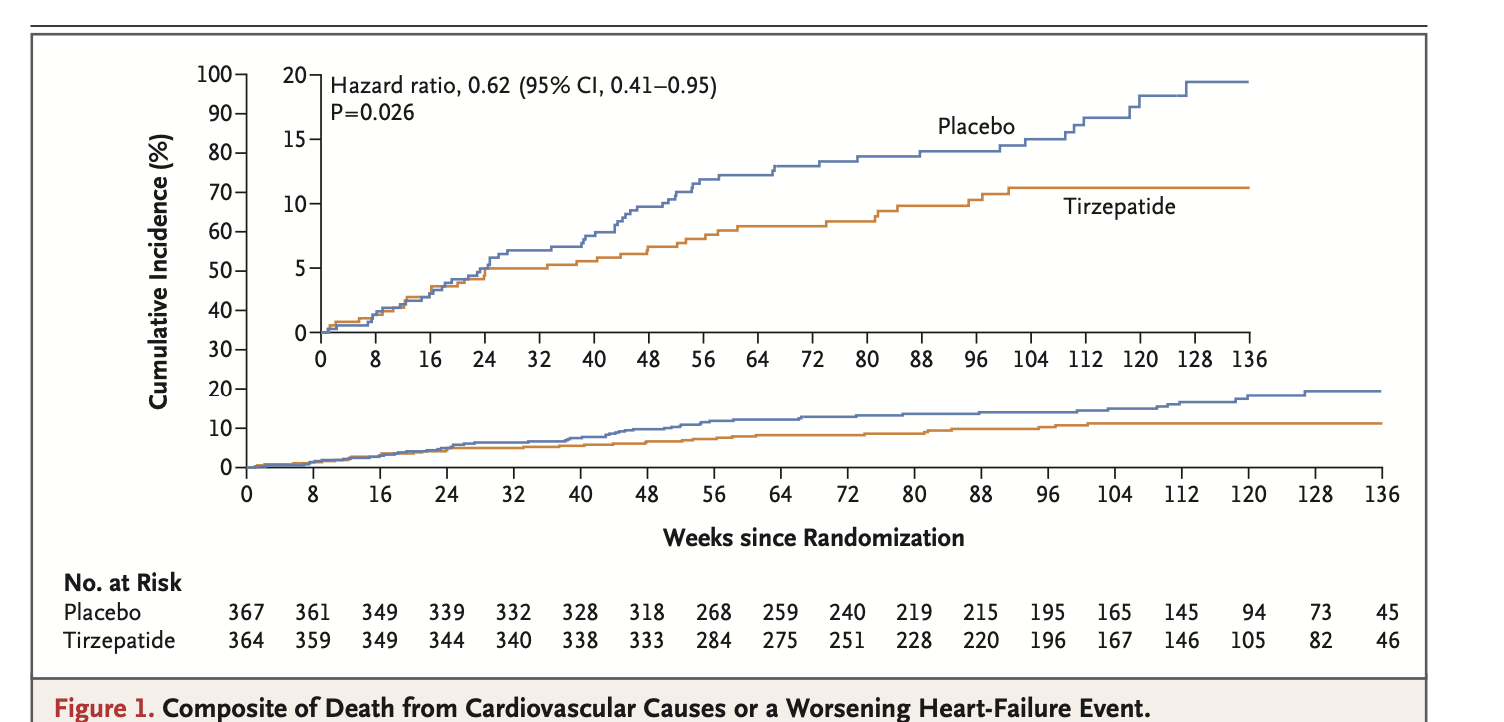 Cumulative Incidence (%)
100
90
80
70
60
50
40
30
20
10
0
20
15
10
5
0
Hazard ratio, 0.62 (95% CI, 0.41–0.95)
P=0.026
Placebo
Tirzepatide
0 8 16 24 32 40 48 56 64 72 80 88 96 104 112 120 128 136
0 8 16 24 32 40 48 56 64 72 80 88 96 104 112 120 128 136
Weeks since Randomization
No. at Risk
Placebo 367 361 349 339 332 328 318 268 259 240 219 215 195 165 145 94 73 45
Tirzepatide 364 359 349 344 340 338 333 284 275 251 228 220 196 167 146 105 82 46
Figure 1. Composite of Death from Cardiovascular Causes or a Worsening Heart-Failure Event.